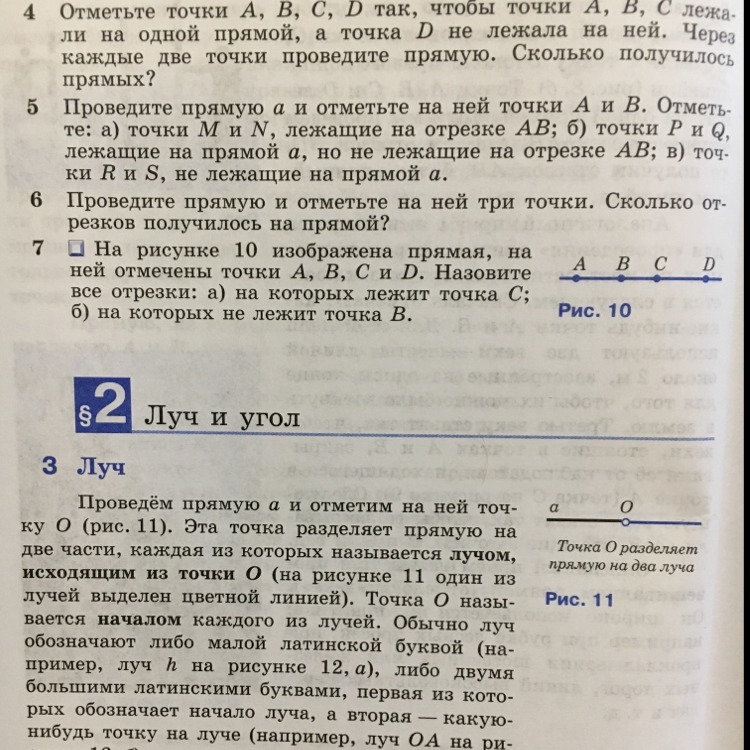 4 Отметьте точки A, B, C, D так, чтобы точки A, B, C лежа-
ли на одной прямой, а точка D не лежала на ней. Через
каждые две точки проведите прямую. Сколько получилось
прямых?
5 Проведите прямую a и отметьте на ней точки A и B. Отметь-
те: а) точки M и N, лежащие на отрезке AB; б) точки P и Q,
лежащие на прямой a, но не лежащие на отрезке AB; в) точ-
ки R и S, не лежащие на прямой a.
6 Проведите прямую и отметьте на ней три точки. Сколько от-
резков получилось на прямой?
7 На рисунке 10 изображена прямая, на
ней отмечены точки A, B, C и D. Назовите
все отрезки: а) на которых лежит точка C;
б) на которых не лежит точка B.
A B C D
Рис. 10
§2 Луч и угол
3 Луч
Проведём прямую a и отметим на ней точ-
ку O (рис. 11). Эта точка разделяет прямую на
две части, каждая из которых называется лучом,
исходящим из точки O (на рисунке 11 один из
лучей выделен цветной линией). Точка O назы-
вается началом каждого из лучей. Обычно луч
обозначают либо малой латинской буквой (на-
пример, луч h на рисунке 12, а), либо двумя
большими латинскими буквами, первая из кото-
рых обозначает начало луча, а вторая — какую-
нибудь точку на луче (например, луч OA на ри-
a O
Точка O разделяет
прямую на два луча
Рис. 11